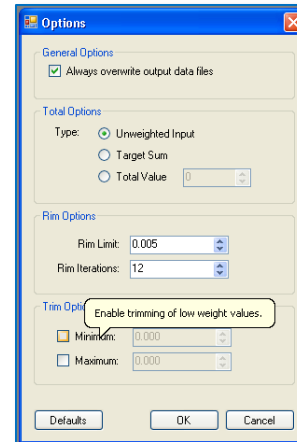 Options
General Options
Always overwrite output data files
Total Options
Type: Unweighted Input
Target Sum
Total Value 0
Rim Options
Rim Limit: 0.005
Rim Iterations: 12
Trim Opti
Enable trimming of low weight values.
Minimum: 0.000
Maximum: 0.000
Defaults OK Cancel